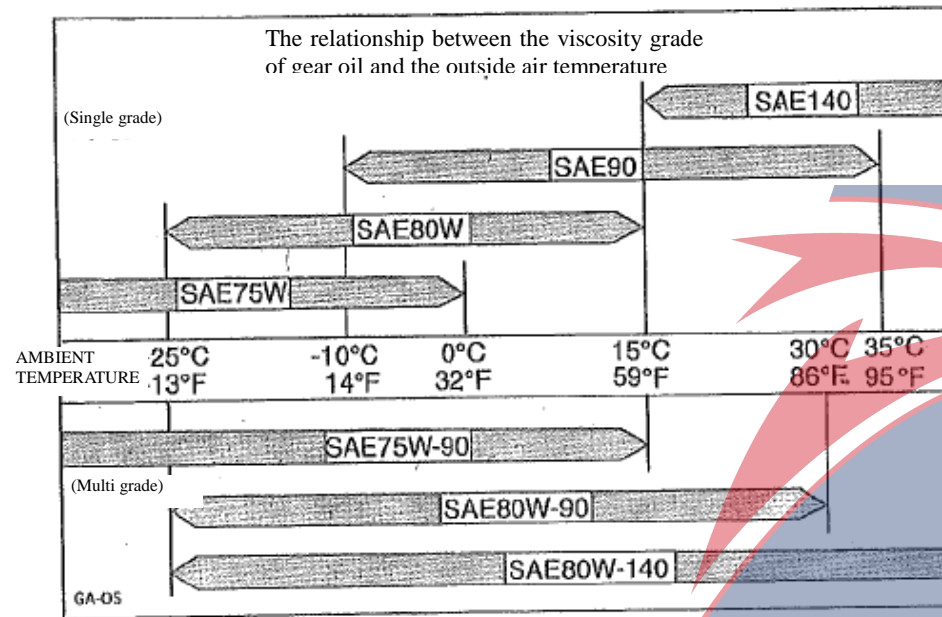 The relationship between the viscosity grade
of gear oil and the outside air temperature
SAE140
(Single grade)
SAE90
SAE80W
SAE75W
AMBIENT
TEMPERATURE
-25°C -10°C 0°C 15°C 30°C 35°C
-13°F 14°F 32°F 59°F 86°F 95°F
SAE75W-90
(Multi grade)
SAE80W-90
SAE80W-140
GA-05